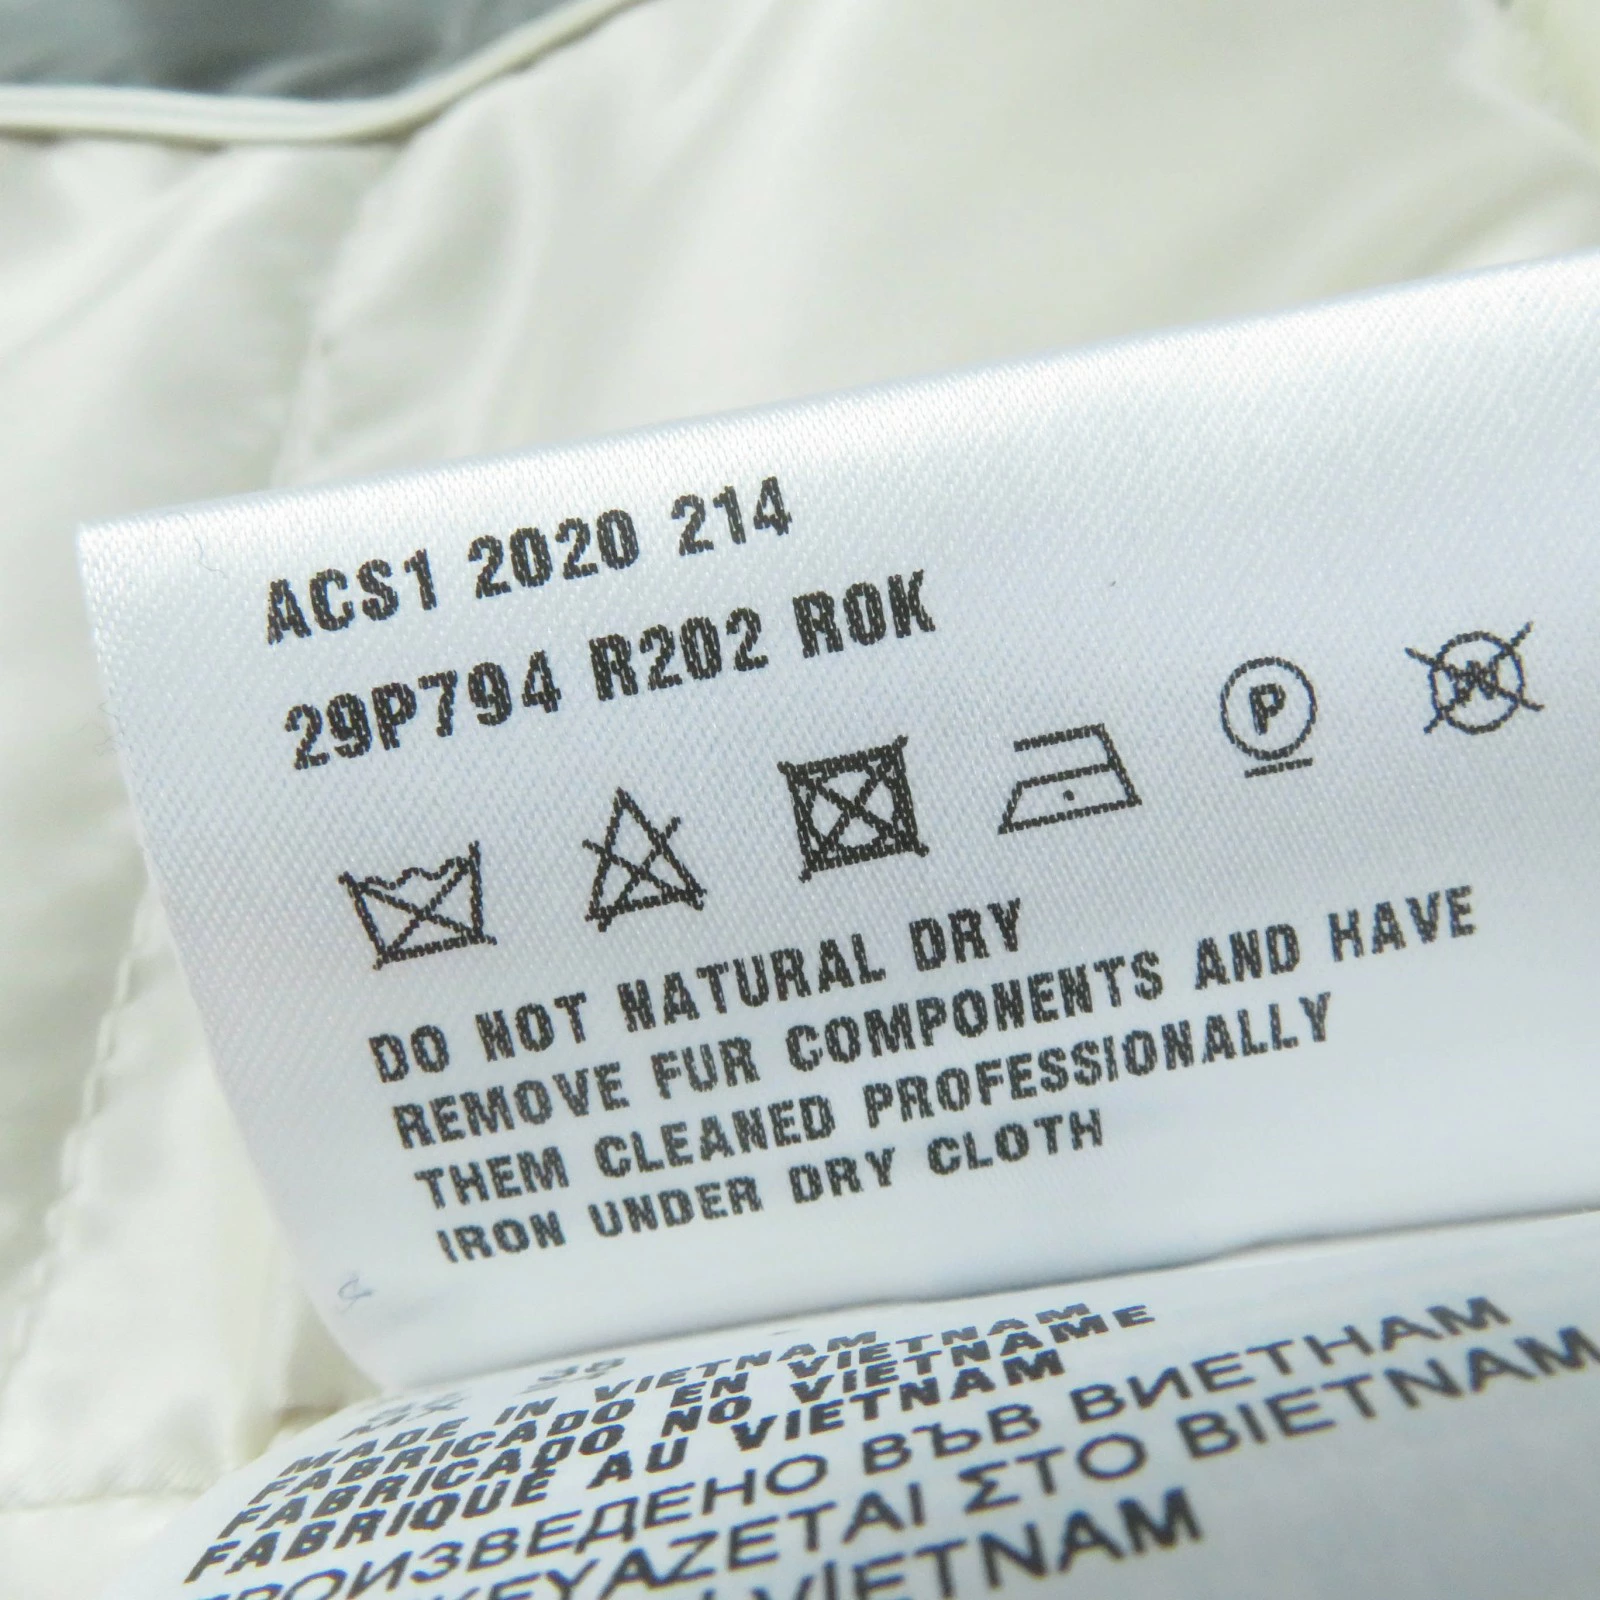 ACS1 2020 214
29P794 R202 ROK
P
W
DO NOT NATURAL DRY
REMOVE FUR COMPONENTS AND HAVE
THEM CLEANED PROFESSIONALLY
IRON UNDER DRY CLOTH
MADE IN VIETNAM
FABRICADO EN VIETNAM
FABRICADO NO VIETNAME
FABRIQUÉ AU VIETNAM
ПРОИЗВЕДЕНО ВЪВ ВИЕТНАМ
ΣΤΟ ΒΙΕΤΝΑΜ
VIETNAM